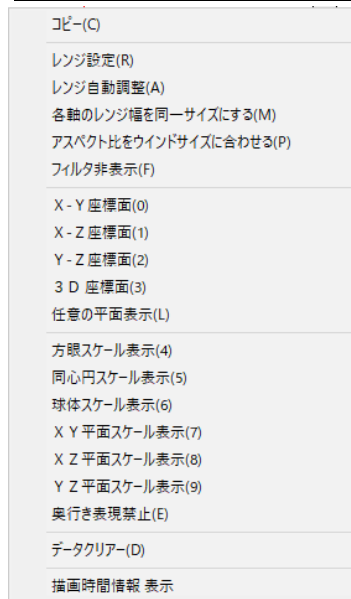 コピー(C)
レンジ設定(R)
レンジ自動調整(A)
各軸のレンジ幅を同一サイズにする(M)
アスペクト比をウインドサイズに合わせる(P)
フィルタ非表示(F)
Ｘ-Ｙ座標面(0)
Ｘ-Ｚ座標面(1)
Ｙ-Ｚ座標面(2)
３Ｄ 座標面(3)
任意の平面表示(L)
方眼スケール表示(4)
同心円スケール表示(5)
球体スケール表示(6)
ＸＹ平面スケール表示(7)
ＸＺ平面スケール表示(8)
ＹＺ平面スケール表示(9)
奥行き表現禁止(E)
データクリアー(D)
描画時間情報 表示